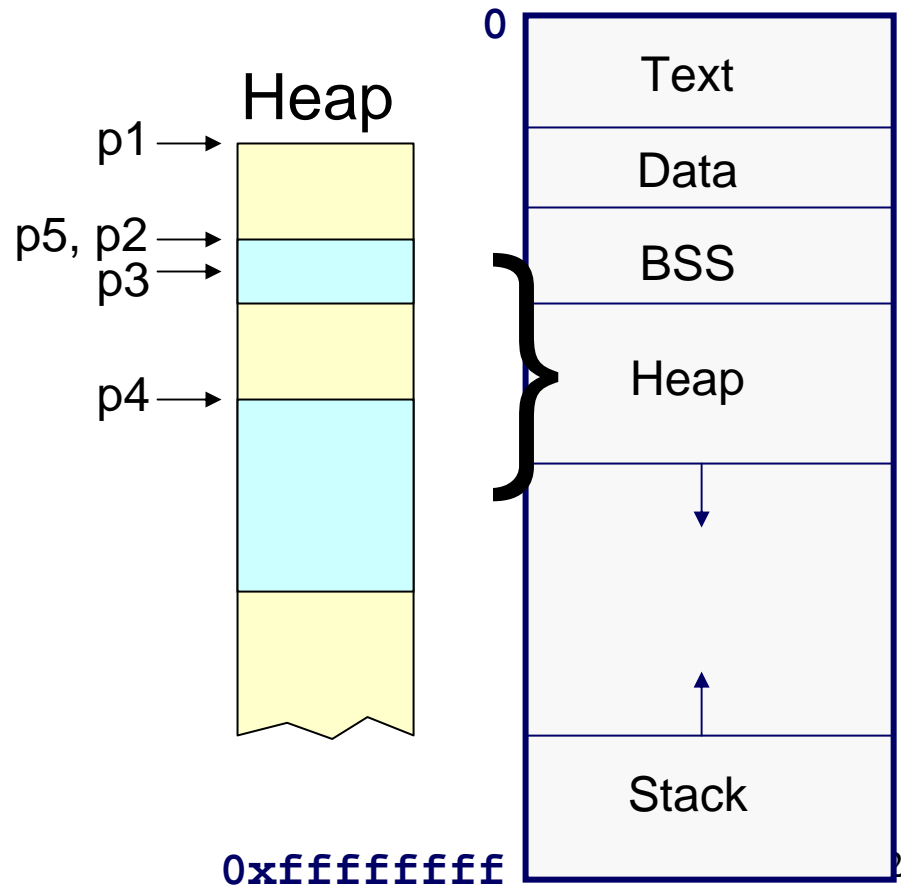 0
Text
Heap
p1
Data
p5, p2
p3
BSS
Heap
p4
Stack
0xffffffff